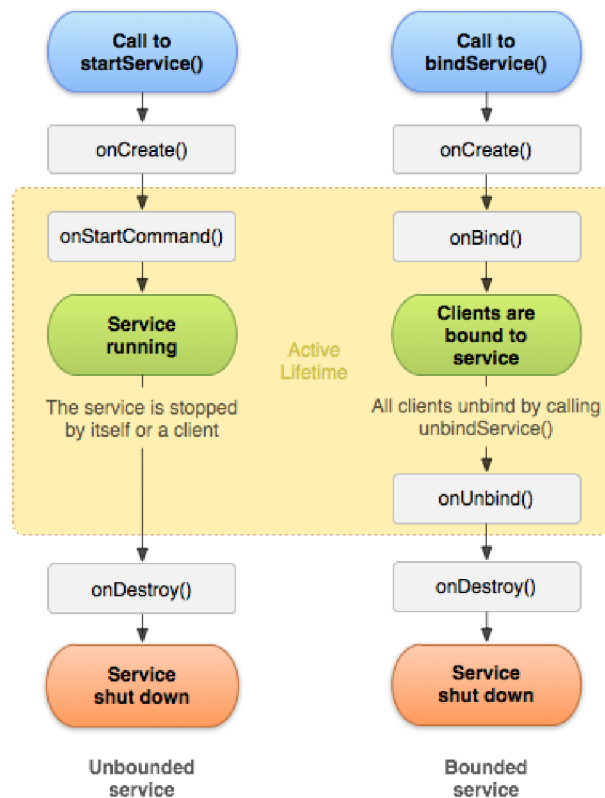 Call to
startService()
onCreate()
onStartCommand()
Service
running
The service is stopped
by itself or a client
onDestroy()
Service
shut down
Unbounded
service
Active
Lifetime
Call to
bindService()
onCreate()
onBind()
Clients are
bound to
service
All clients unbind by calling
unbindService()
onUnbind()
onDestroy()
Service
shut down
Bounded
service